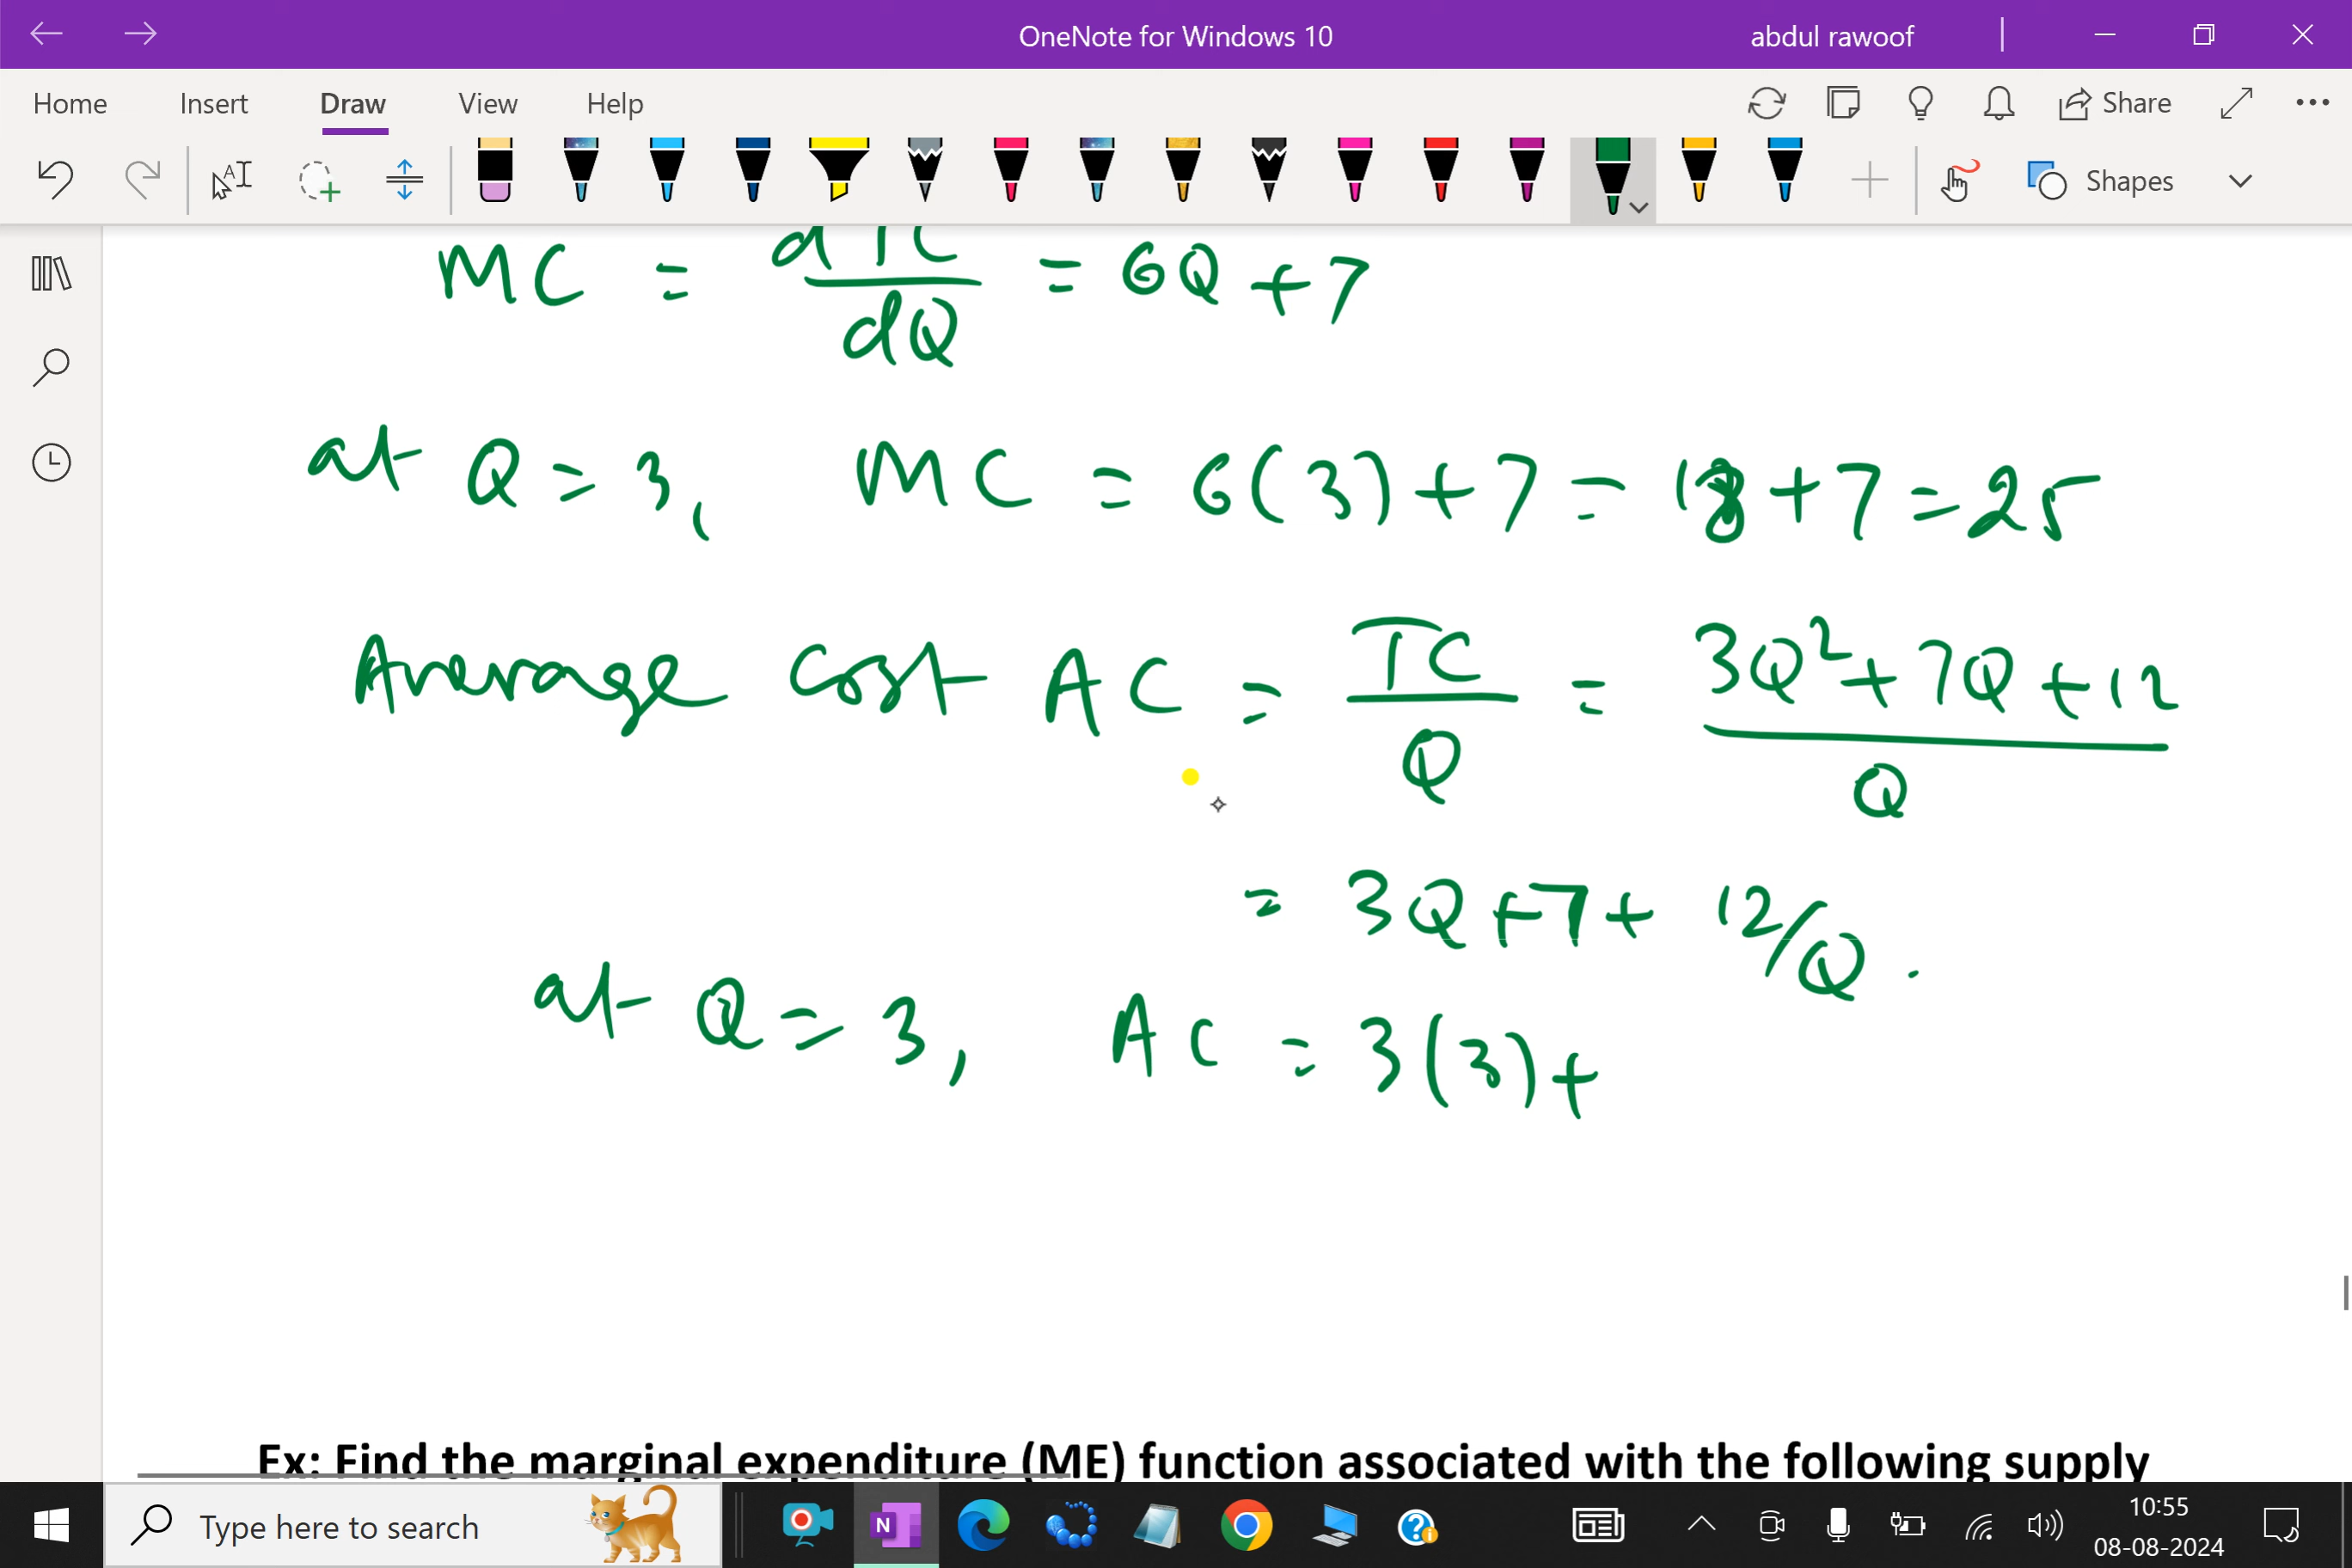 OneNote for Windows 10
abdul rawoof
Home Insert Draw View Help
Share
Shapes
MC = dTC/dQ = 6Q + 7
at Q = 3, MC = 6(3) + 7 = 18 + 7 = 25
Average Cost AC = TC/Q = 3Q² + 7Q + 12/Q
= 3Q + 7 + 12/Q .
at Q = 3, AC = 3(3) +
Ex: Find the marginal expenditure (ME) function associated with the following supply
Type here to search
10:55
08-08-2024